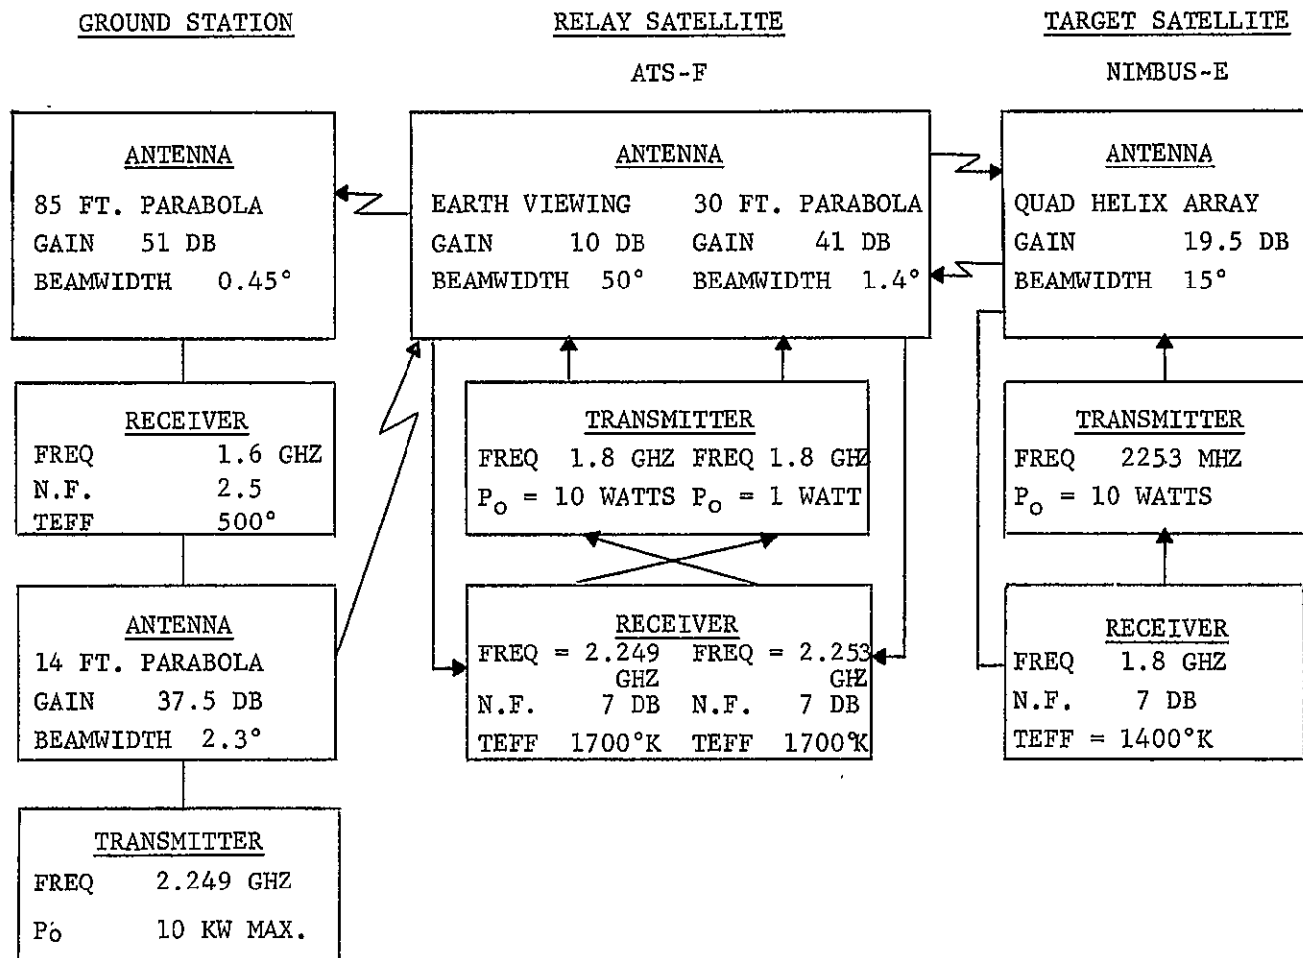 GROUND STATION
RELAY SATELLITE
TARGET SATELLITE
ATS-F
NIMBUS-E
ANTENNA
85 FT. PARABOLA
GAIN 51 DB
BEAMWIDTH 0.45°
RECEIVER
FREQ 1.6 GHZ
N.F. 2.5
TEFF 500°
ANTENNA
14 FT. PARABOLA
GAIN 37.5 DB
BEAMWIDTH 2.3°
TRANSMITTER
FREQ 2.249 GHZ
Po 10 KW MAX.
ANTENNA
EARTH VIEWING 30 FT. PARABOLA
GAIN 10 DB GAIN 41 DB
BEAMWIDTH 50° BEAMWIDTH 1.4°
TRANSMITTER
FREQ 1.8 GHZ FREQ 1.8 GHZ
Po = 10 WATTS Po = 1 WATT
RECEIVER
FREQ = 2.249 FREQ = 2.253
GHZ GHZ
N.F. 7 DB N.F. 7 DB
TEFF 1700°K TEFF 1700°K
ANTENNA
QUAD HELIX ARRAY
GAIN 19.5 DB
BEAMWIDTH 15°
TRANSMITTER
FREQ 2253 MHZ
Po = 10 WATTS
RECEIVER
FREQ 1.8 GHZ
N.F. 7 DB
TEFF = 1400°K